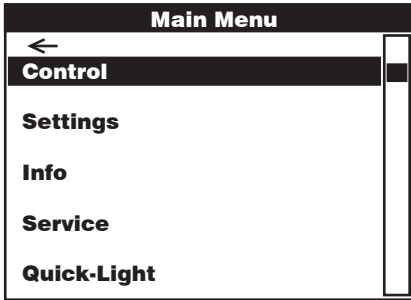 Main Menu
←
Control
Settings
Info
Service
Quick-Light